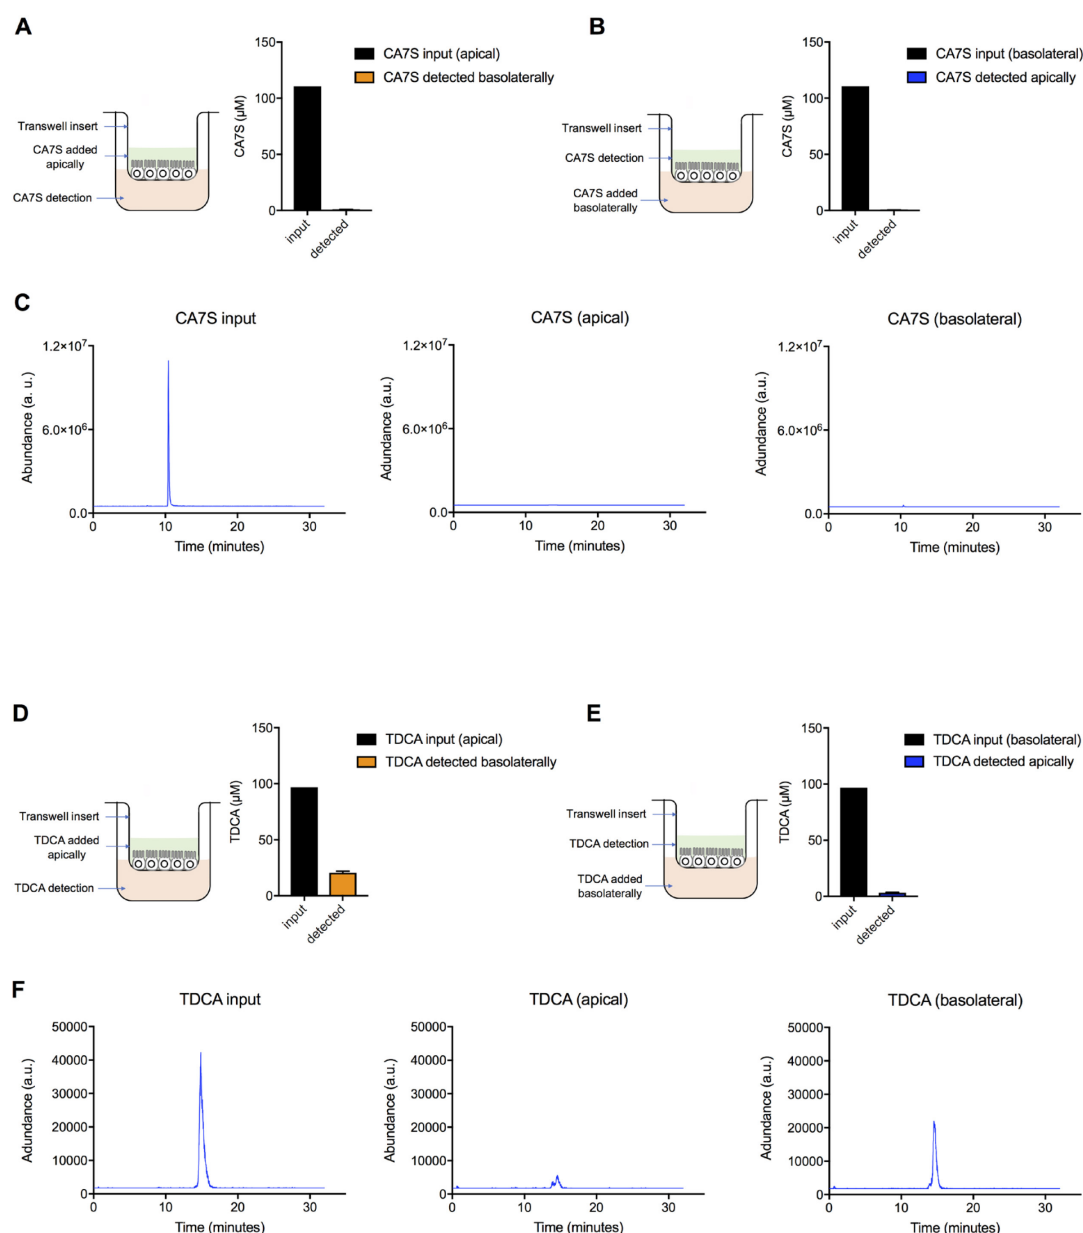 A
CA7S input (apical)
CA7S detected basolaterally
150
100
50
0
CA7S (µM)
input
detected
Transwell insert
CA7S added
apically
CA7S detection
B
CA7S input (basolateral)
CA7S detected apically
150
100
50
0
CA7S (µM)
input
detected
Transwell insert
CA7S detection
CA7S added
basolaterally
C
CA7S input
1.2×10⁷
6.0×10⁶
0.0
Abundance (a. u.)
0 10 20 30
Time (minutes)
CA7S (apical)
1.2×10⁷
6.0×10⁶
0.0
Adundance (a.u.)
0 10 20 30
Time (minutes)
CA7S (basolateral)
1.2×10⁷
6.0×10⁶
0.0
Adundance (a.u.)
0 10 20 30
Time (minutes)
D
TDCA input (apical)
TDCA detected basolaterally
150
100
50
0
TDCA (µM)
input
detected
Transwell insert
TDCA added
apically
TDCA detection
E
TDCA input (basolateral)
TDCA detected apically
150
100
50
0
TDCA (µM)
input
detected
Transwell insert
TDCA detection
TDCA added
basolaterally
F
TDCA input
50000
40000
30000
20000
10000
0
Abundance (a.u.)
0 10 20 30
Time (minutes)
TDCA (apical)
50000
40000
30000
20000
10000
0
Adundance (a.u.)
0 10 20 30
Time (minutes)
TDCA (basolateral)
50000
40000
30000
20000
10000
0
Adundance (a.u.)
0 10 20 30
Time (minutes)